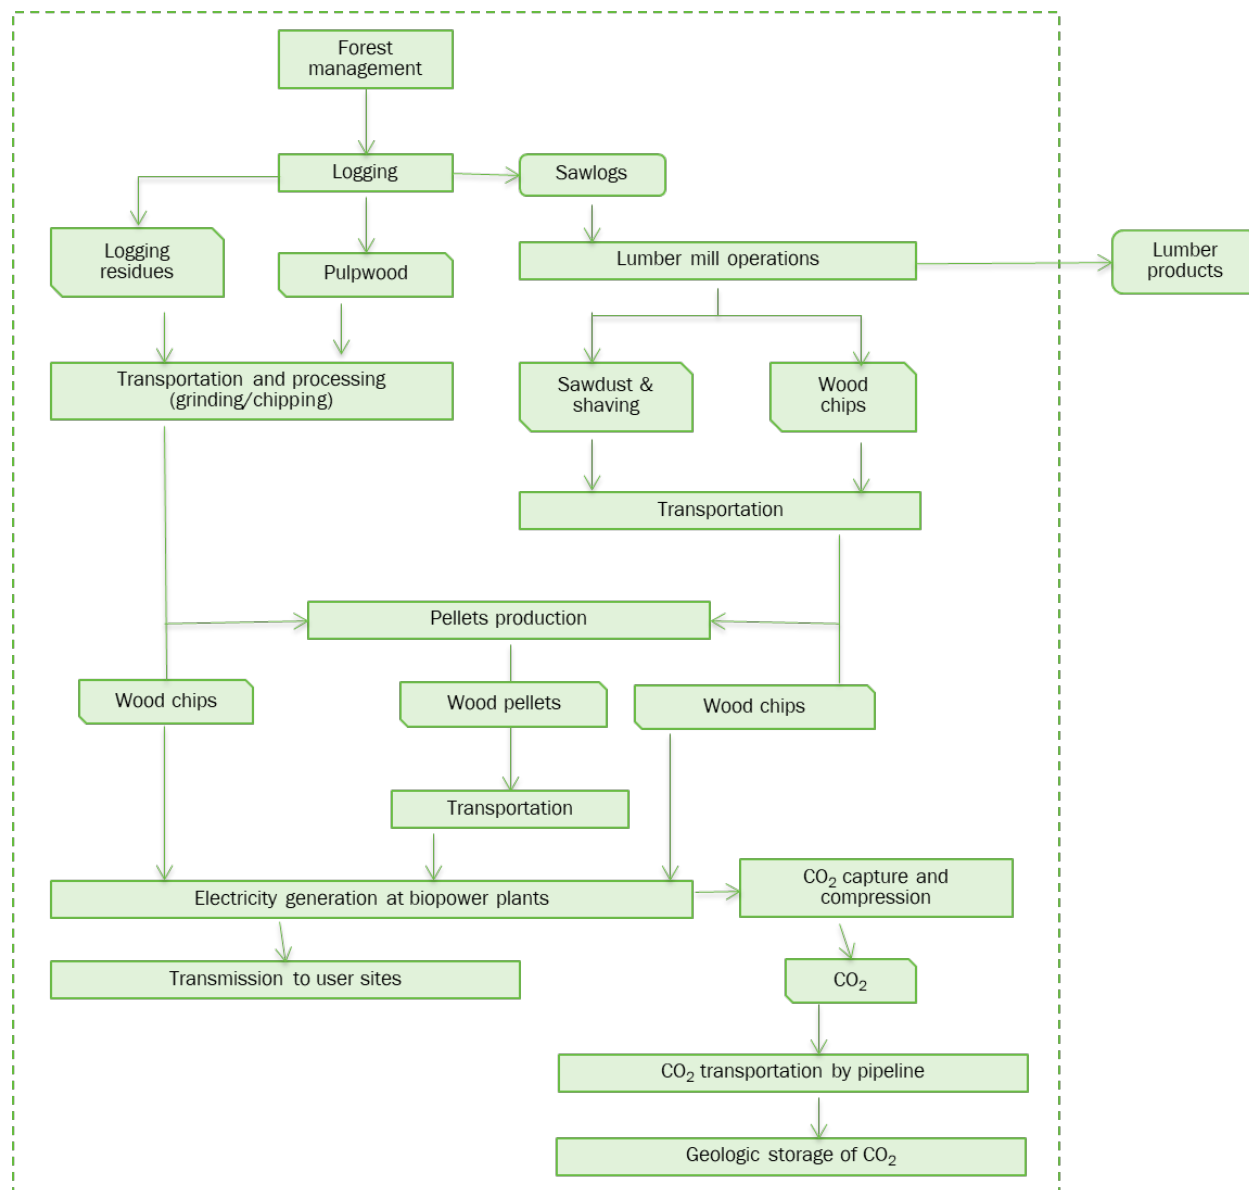 Forest
management
Logging
Sawlogs
Logging
residues
Pulpwood
Lumber mill operations
Lumber
products
Transportation and processing
(grinding/chipping)
Sawdust &
shaving
Wood
chips
Transportation
Pellets production
Wood chips
Wood pellets
Wood chips
Transportation
Electricity generation at biopower plants
CO₂ capture and
compression
Transmission to user sites
CO₂
CO₂ transportation by pipeline
Geologic storage of CO₂